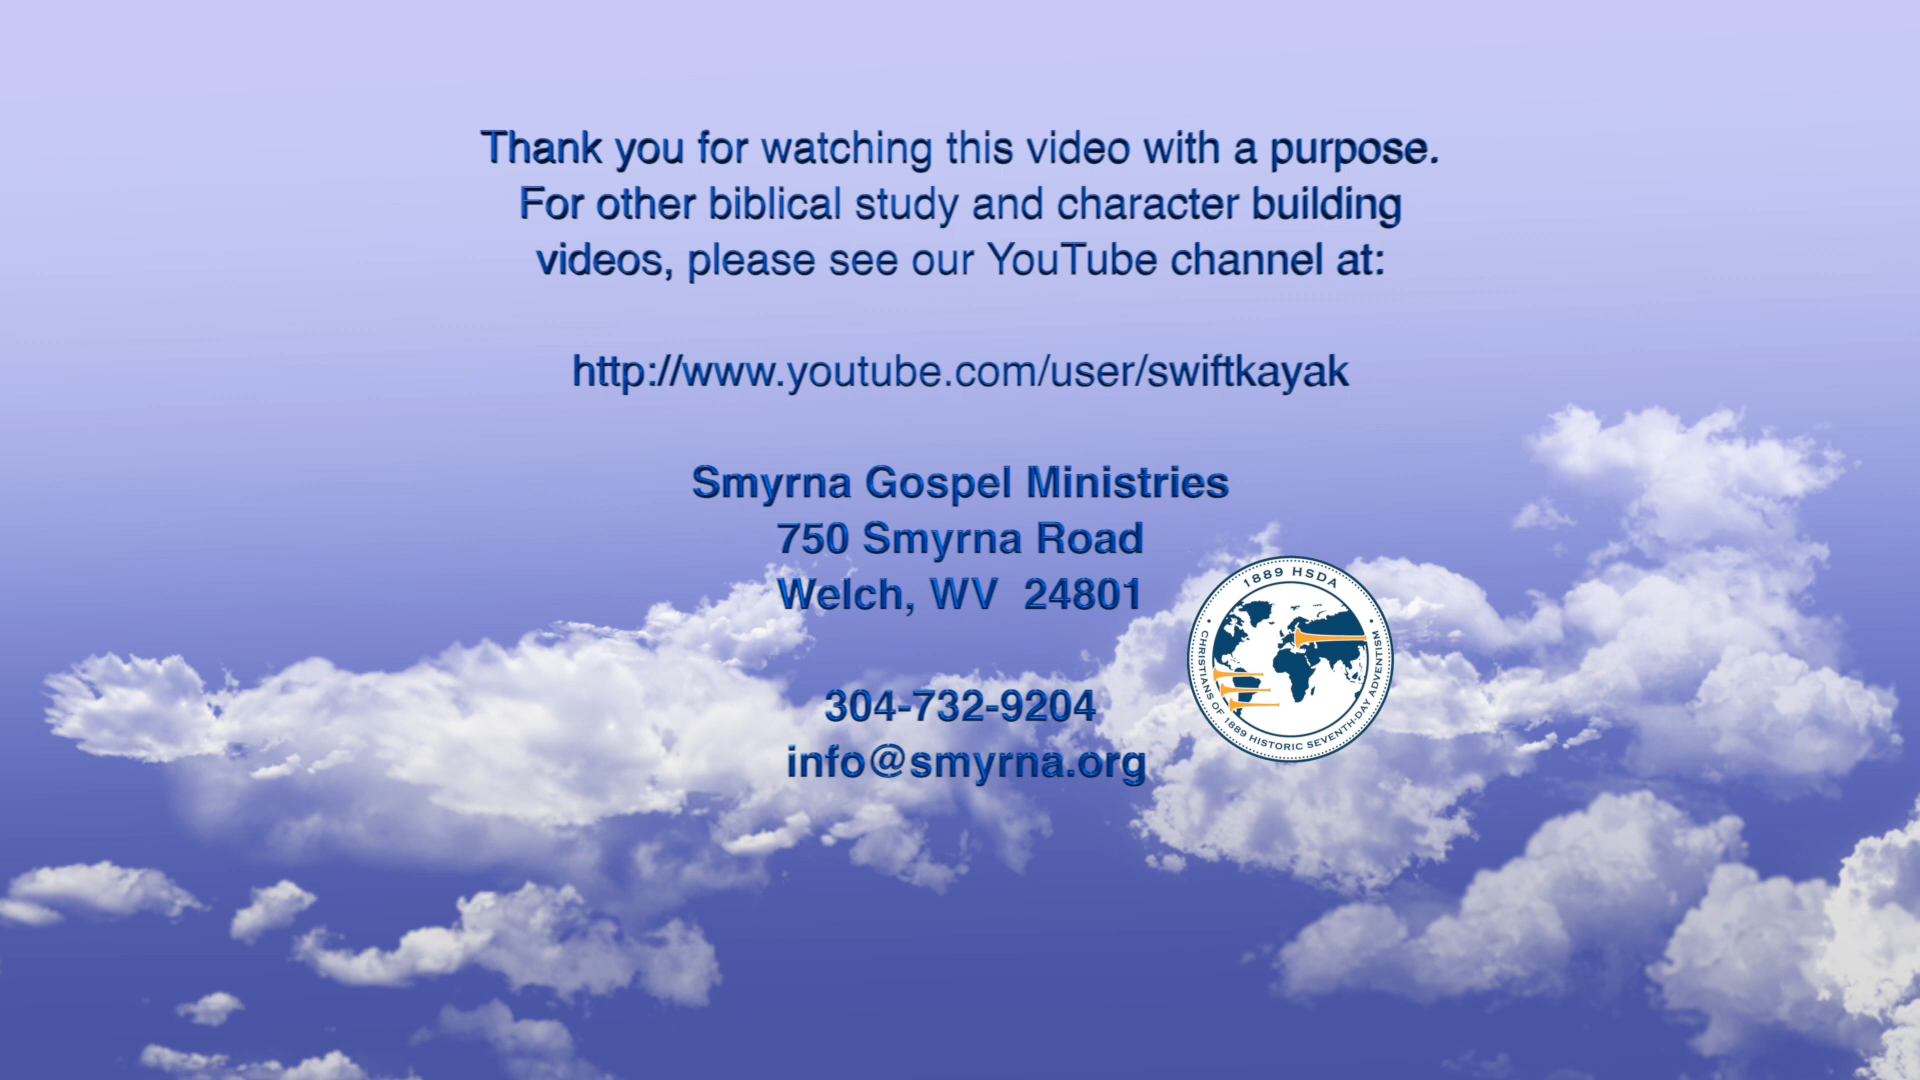 Thank you for watching this video with a purpose.
For other biblical study and character building
videos, please see our YouTube channel at:
http://www.youtube.com/user/swiftkayak
Smyrna Gospel Ministries
750 Smyrna Road
Welch, WV  24801
304-732-9204
info@smyrna.org
1889 HSDA
CHRISTIANS OF 1889 HISTORIC SEVENTH-DAY ADVENTISM